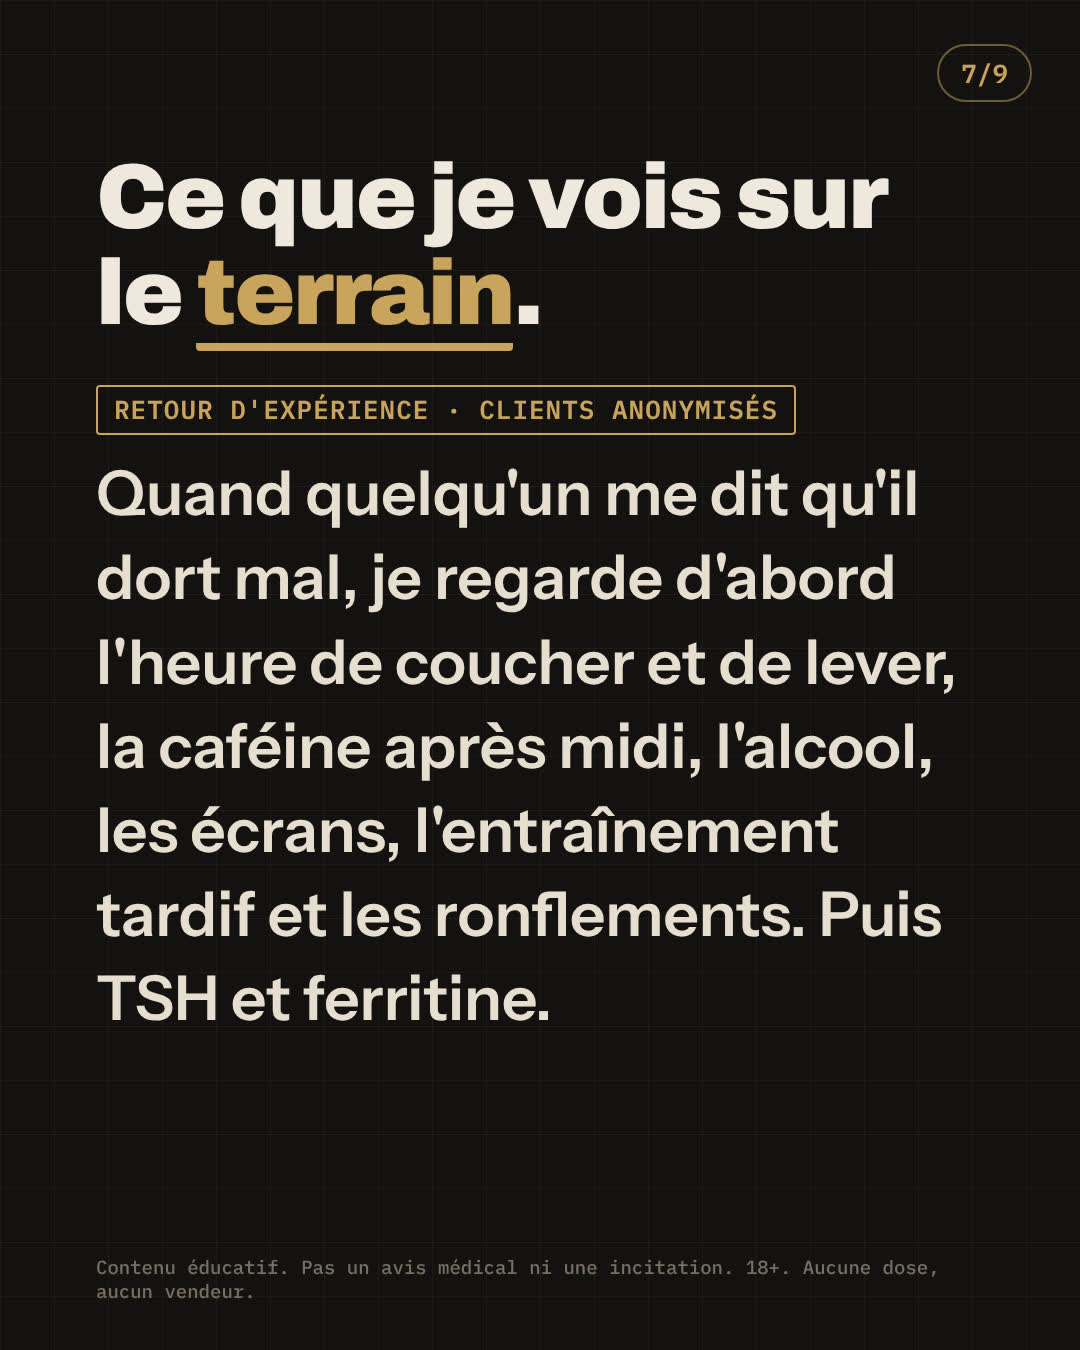 7/9
Ce que je vois sur
le terrain.
RETOUR D'EXPÉRIENCE · CLIENTS ANONYMISÉS
Quand quelqu'un me dit qu'il
dort mal, je regarde d'abord
l'heure de coucher et de lever,
la caféine après midi, l'alcool,
les écrans, l'entraînement
tardif et les ronflements. Puis
TSH et ferritine.
Contenu éducatif. Pas un avis médical ni une incitation. 18+. Aucune dose,
aucun vendeur.